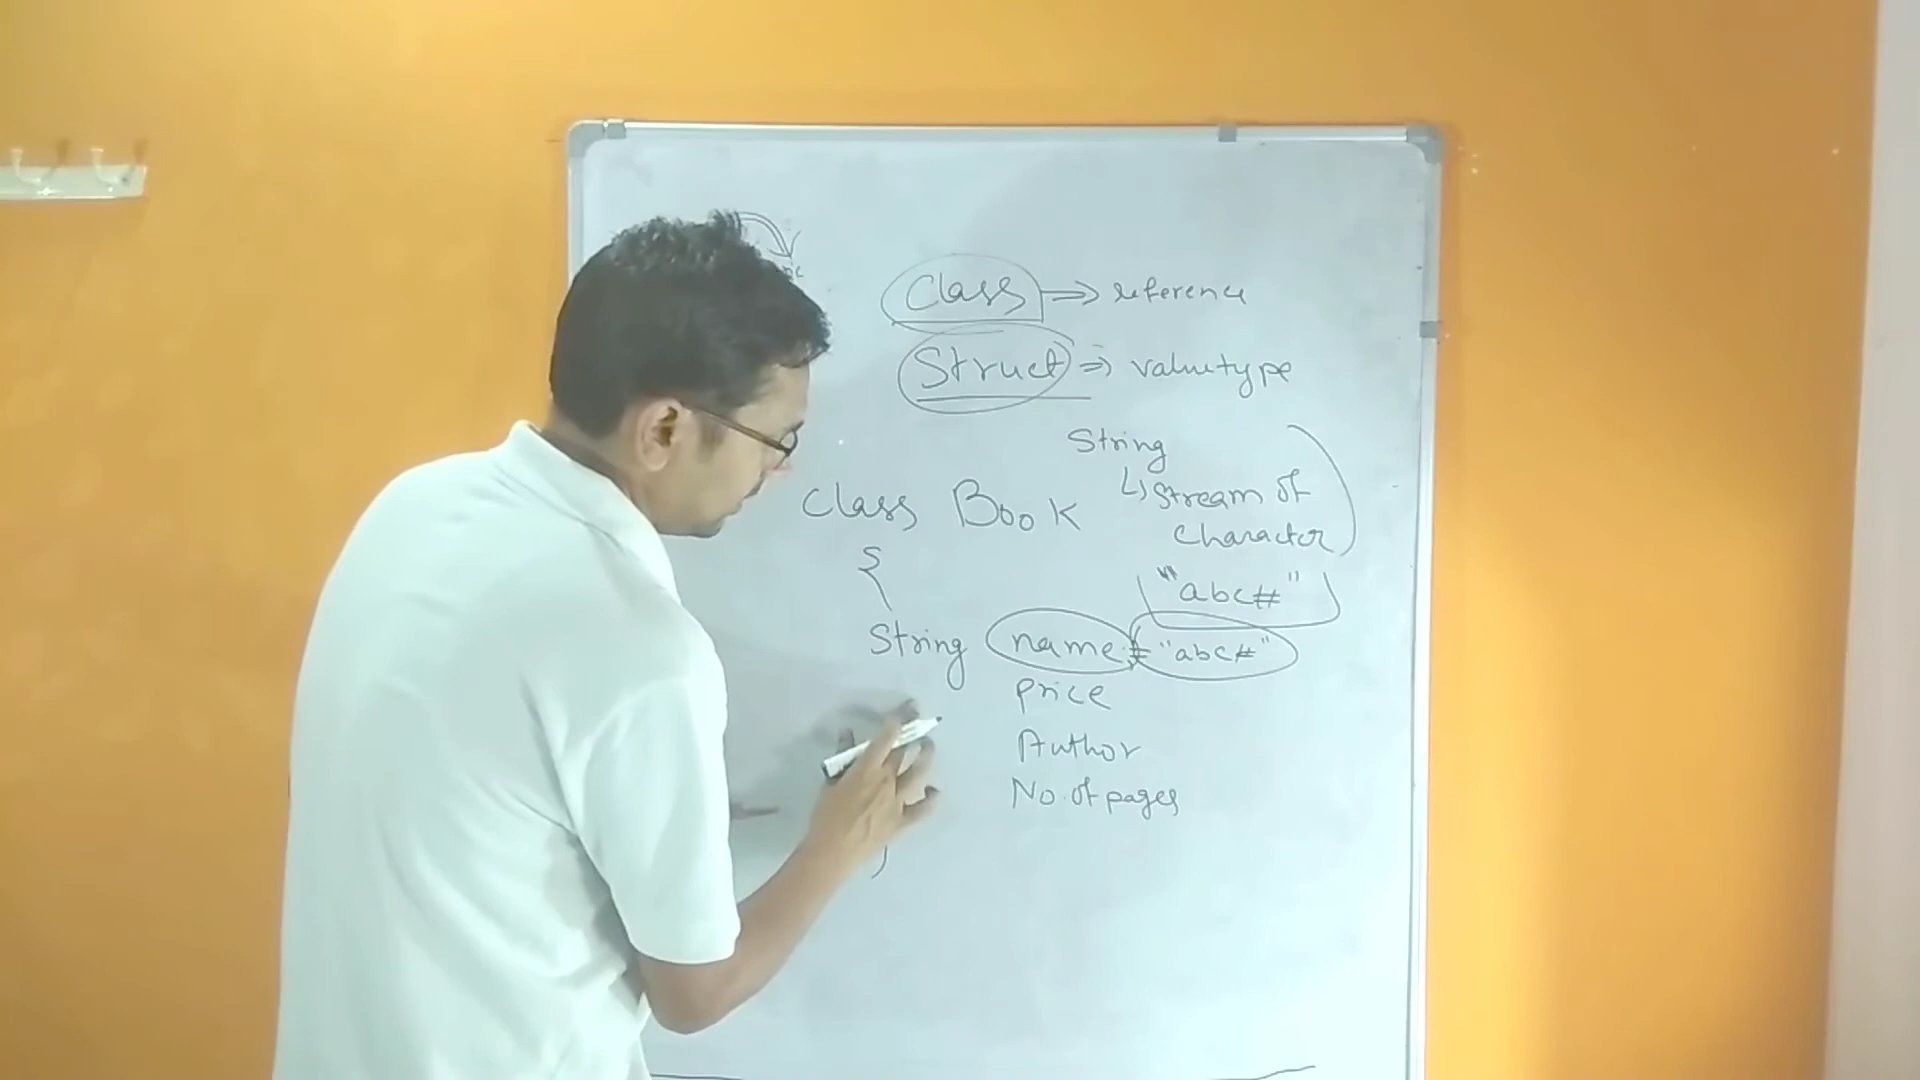 Class => reference
Struct => valuetype
String
↳ Stream of
Character
"abc#"
Class Book
{
String name = "abc#"
Price
Author
No. of pages
}